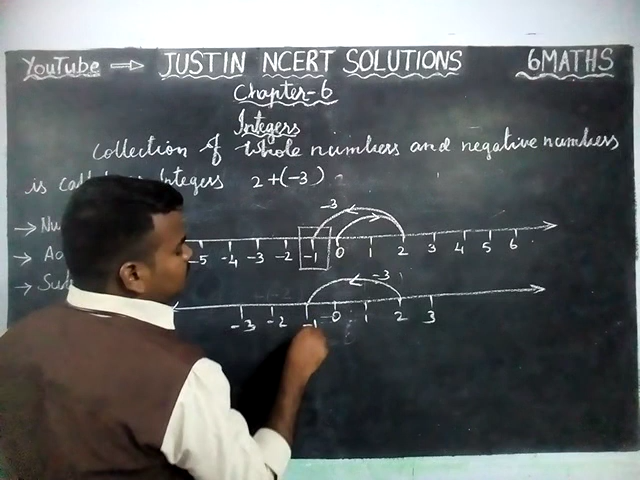 YouTube → JUSTIN NCERT SOLUTIONS 6MATHS
Chapter-6
Integers
Collection of Whole numbers and negative numbers
is Integers 2+(-3)
-3
→
-5 -4 -3 -2 -1 0 1 2 3 4 5 6
→
-3
→
-3 -2 -1 0 1 2 3